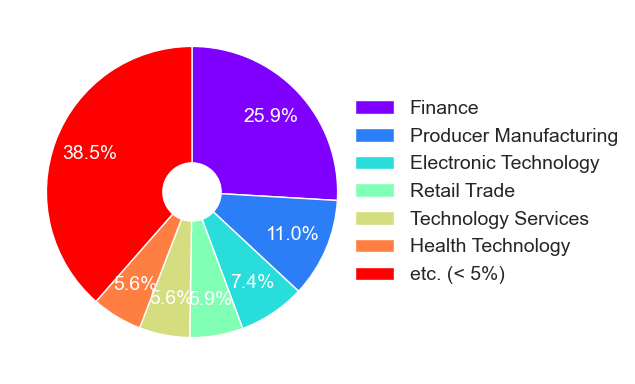 25.9%
38.5%
11.0%
7.4%
5.6%
5.6%
5.9%
Finance
Producer Manufacturing
Electronic Technology
Retail Trade
Technology Services
Health Technology
etc. (< 5%)